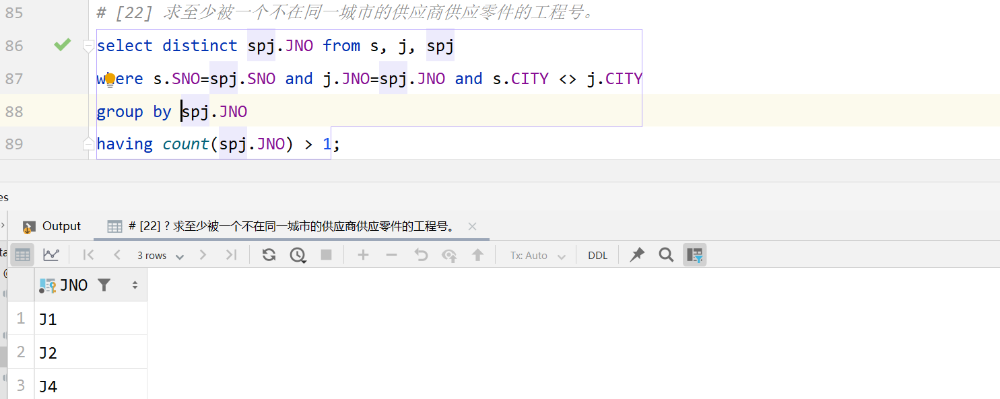 85 # [22] 求至少被一个不在同一城市的供应商供应零件的工程号。
86 select distinct spj.JNO from s, j, spj
87 where s.SNO=spj.SNO and j.JNO=spj.JNO and s.CITY <> j.CITY
88 group by spj.JNO
89 having count(spj.JNO) > 1;
es
Output # [22] ? 求至少被一个不在同一城市的供应商供应零件的工程号。
ta 3 rows Tx: Auto DDL
JNO
1 J1
2 J2
3 J4